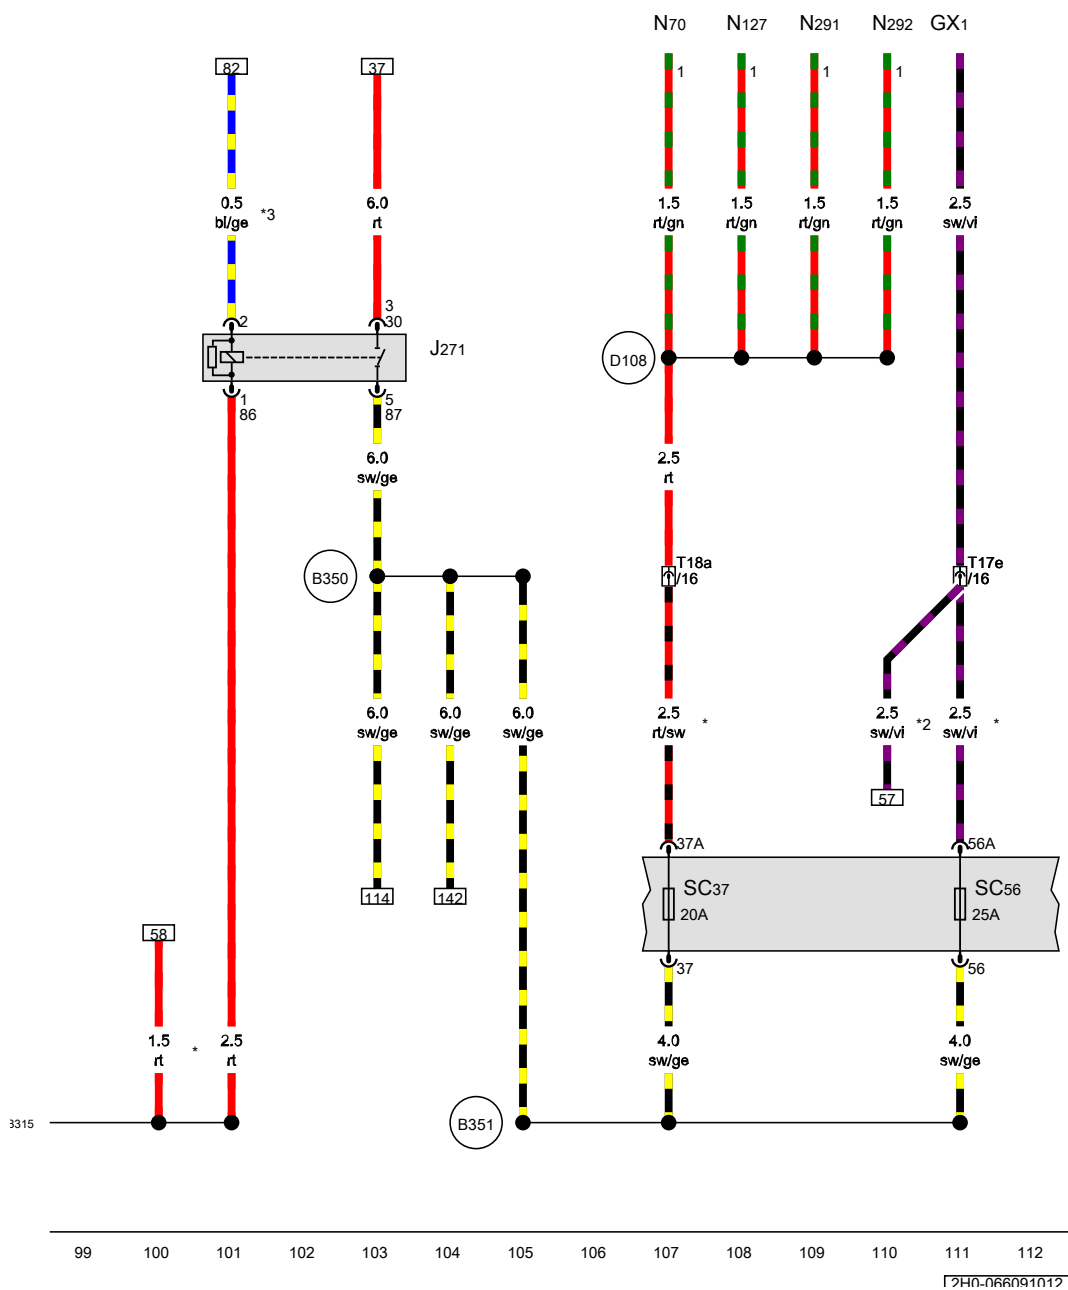 N70 N127 N291 N292 GX1
82 37
1 1 1 1
0.5 6.0 1.5 1.5 1.5 1.5 2.5
bl/ge *3 rt rt/gn rt/gn rt/gn rt/gn sw/vi
3
2 30
J271
D108
1 5
86 87
6.0 2.5
sw/ge rt
T18a T17e
/16 /16
B350
6.0 6.0 6.0 2.5 2.5 2.5
sw/ge sw/ge sw/ge rt/sw * sw/vi *2 sw/vi *
57
37A 56A
SC37 SC56
114 142
20A 25A
58
37 56
1.5 2.5 4.0 4.0
rt * rt sw/ge sw/ge
3315 B351
99 100 101 102 103 104 105 106 107 108 109 110 111 112
2H0-066091012